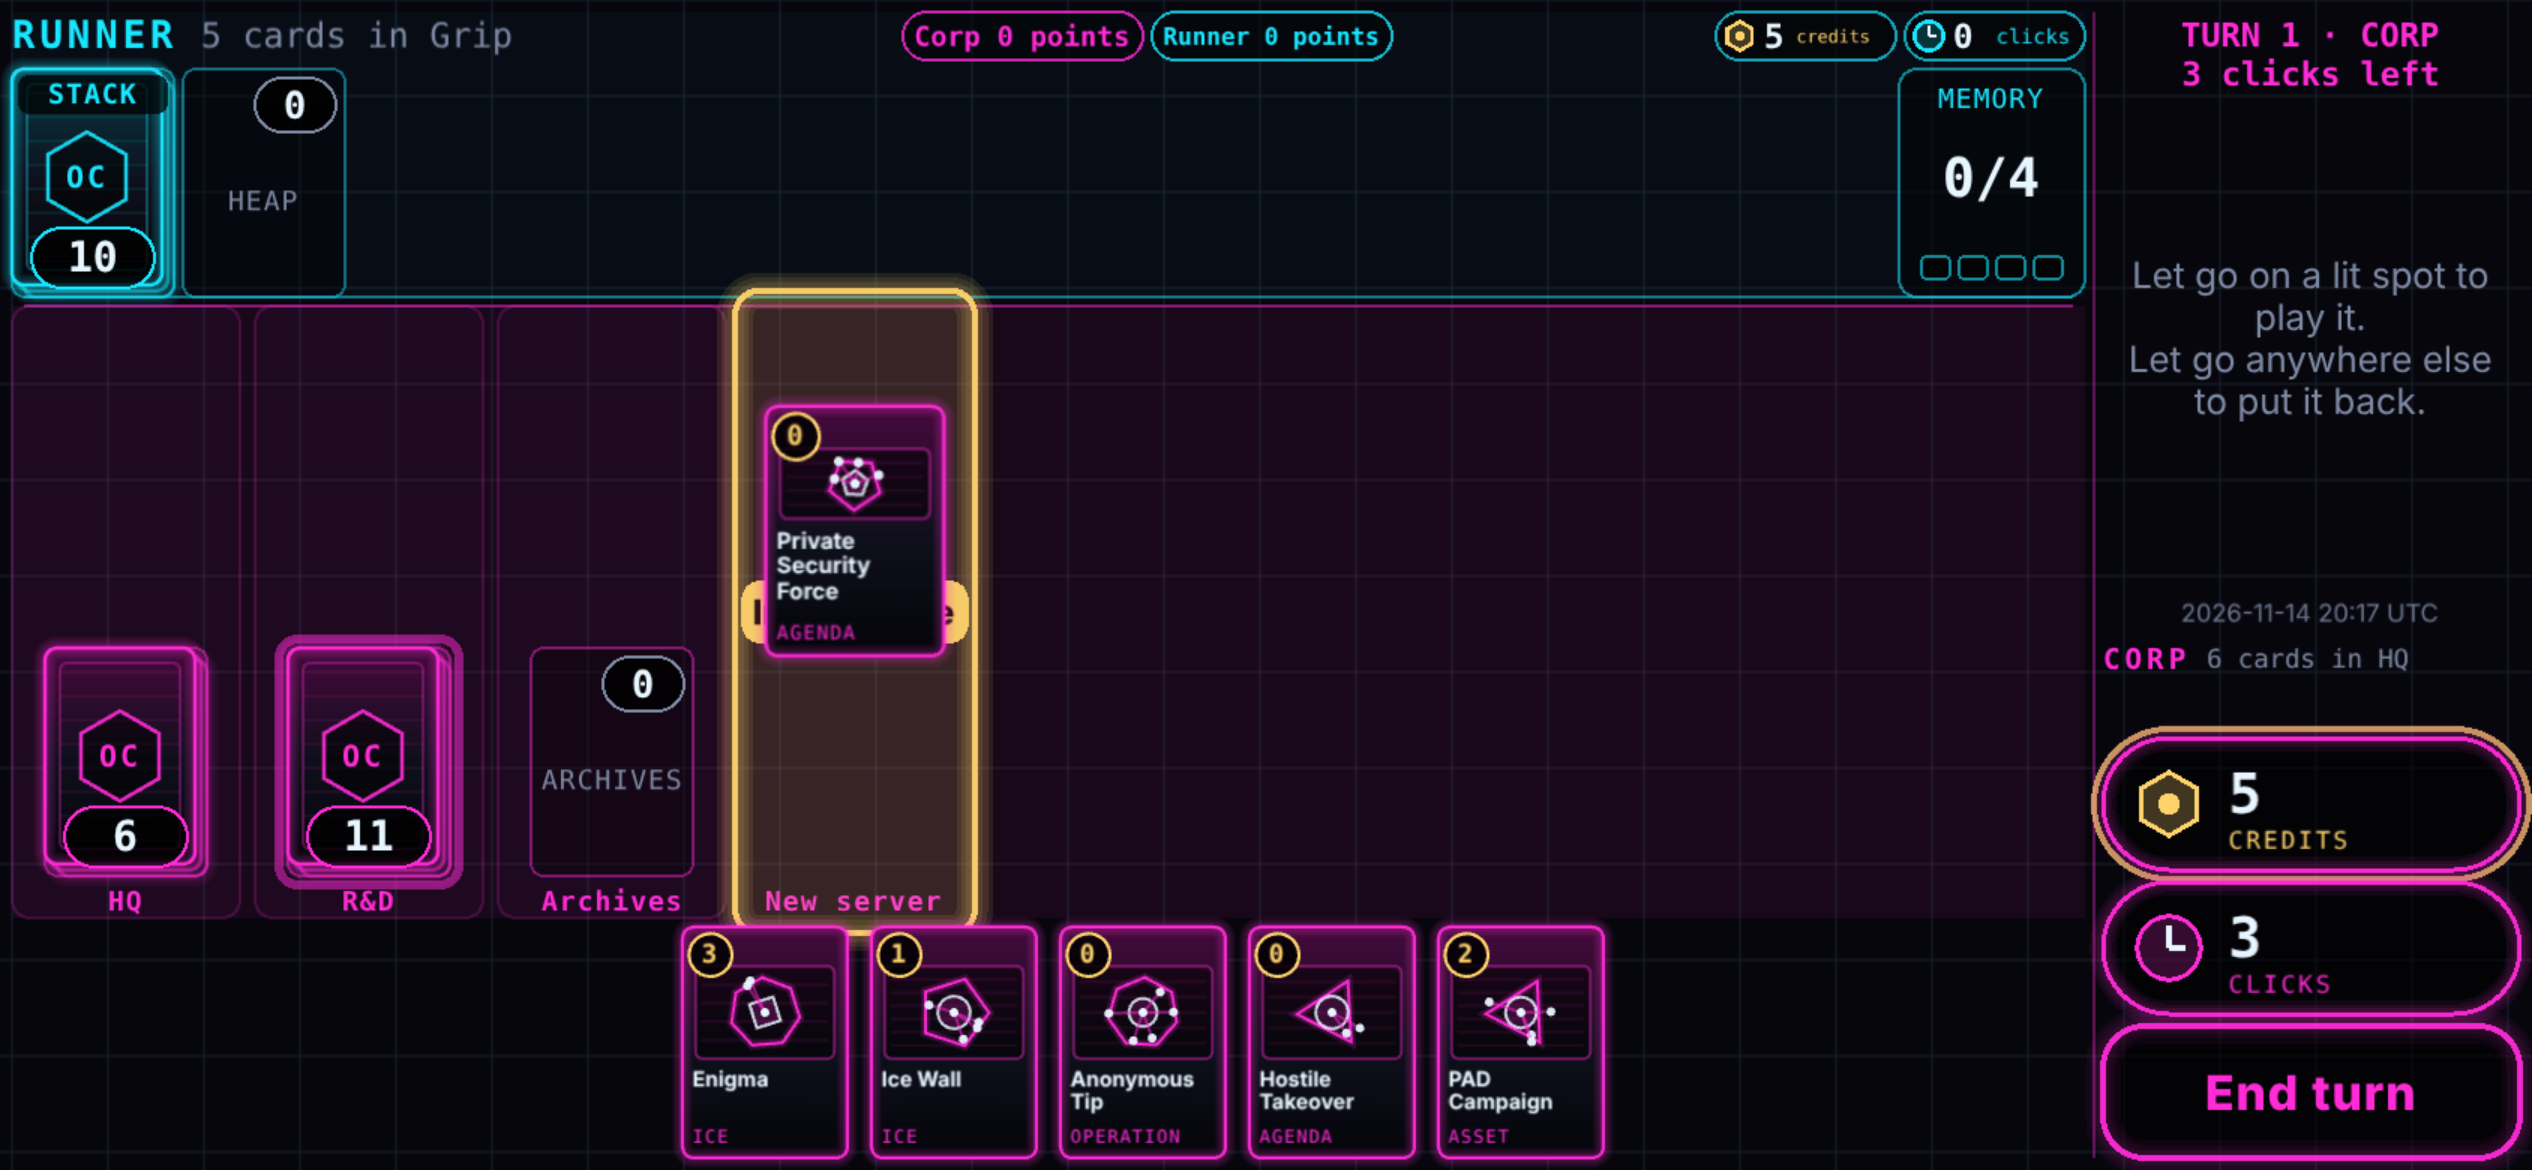 RUNNER 5 cards in Grip
Corp 0 points
Runner 0 points
5 credits
0 clicks
TURN 1 · CORP
3 clicks left
STACK
OC
10
0
HEAP
MEMORY
0/4
Let go on a lit spot to
play it.
Let go anywhere else
to put it back.
0
Private
Security
Force
AGENDA
2026-11-14 20:17 UTC
CORP 6 cards in HQ
OC
6
HQ
OC
11
R&D
0
ARCHIVES
Archives
New server
5
CREDITS
3
CLICKS
End turn
3
Enigma
ICE
1
Ice Wall
ICE
0
Anonymous
Tip
OPERATION
0
Hostile
Takeover
AGENDA
2
PAD
Campaign
ASSET